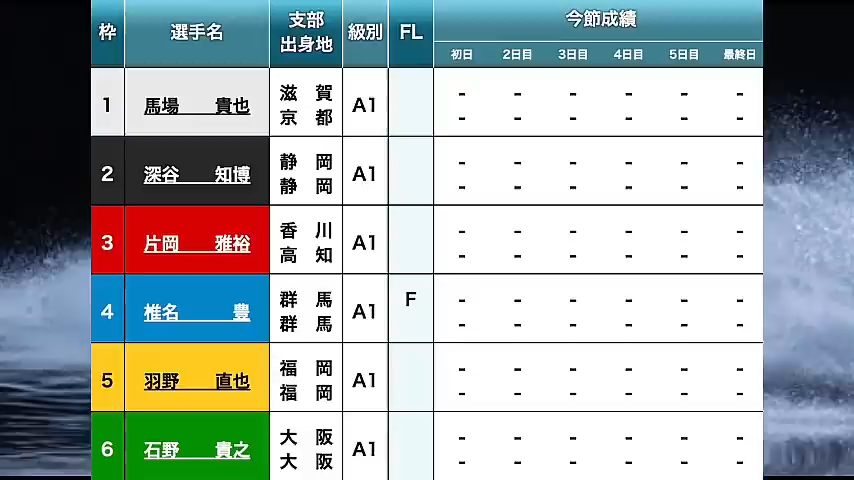 枠 選手名 支部 出身地 級別 FL 今節成績
初日 2日目 3日目 4日目 5日目 最終日
1 馬場 貴也 滋賀 京都 A1 - - - - - -
- - - - - -
2 深谷 知博 静岡 静岡 A1 - - - - - -
- - - - - -
3 片岡 雅裕 香川 高知 A1 - - - - - -
- - - - - -
4 椎名 豊 群馬 群馬 A1 F - - - - - -
- - - - - -
5 羽野 直也 福岡 福岡 A1 - - - - - -
- - - - - -
6 石野 貴之 大阪 大阪 A1 - - - - - -
- - - - - -